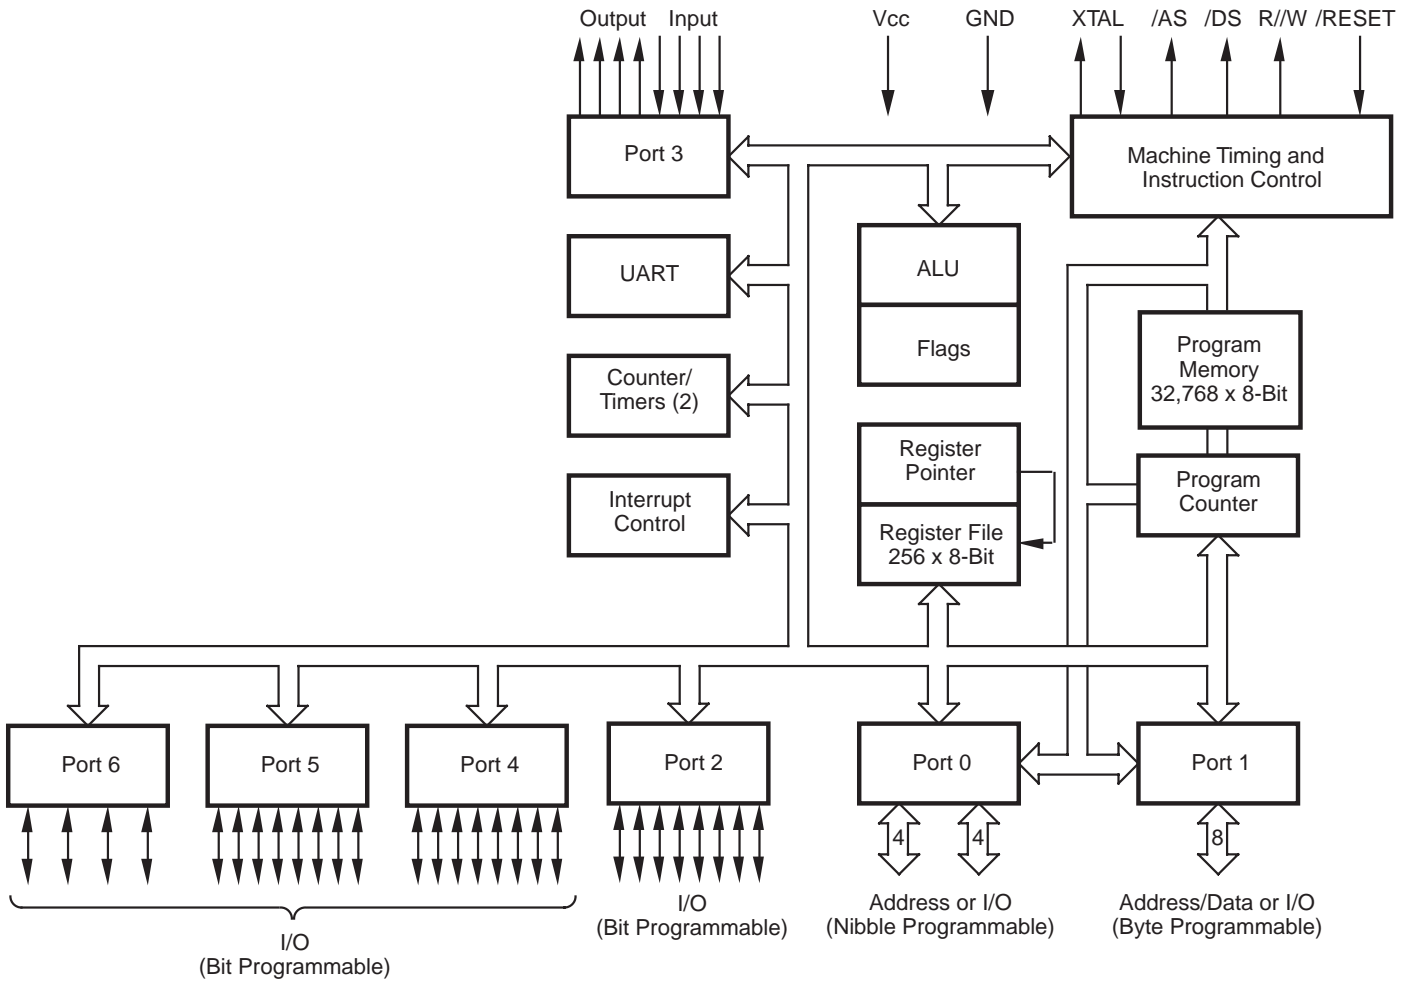 Output Input Vcc GND XTAL /AS /DS R//W /RESET
Port 3
Machine Timing and
Instruction Control
UART
ALU
Flags
Counter/
Timers (2)
Program
Memory
32,768 x 8-Bit
Register
Pointer
Program
Counter
Interrupt
Control
Register File
256 x 8-Bit
Port 6
Port 5
Port 4
Port 2
Port 0
Port 1
4
4
8
I/O
(Bit Programmable)
I/O
(Bit Programmable)
Address or I/O
(Nibble Programmable)
Address/Data or I/O
(Byte Programmable)